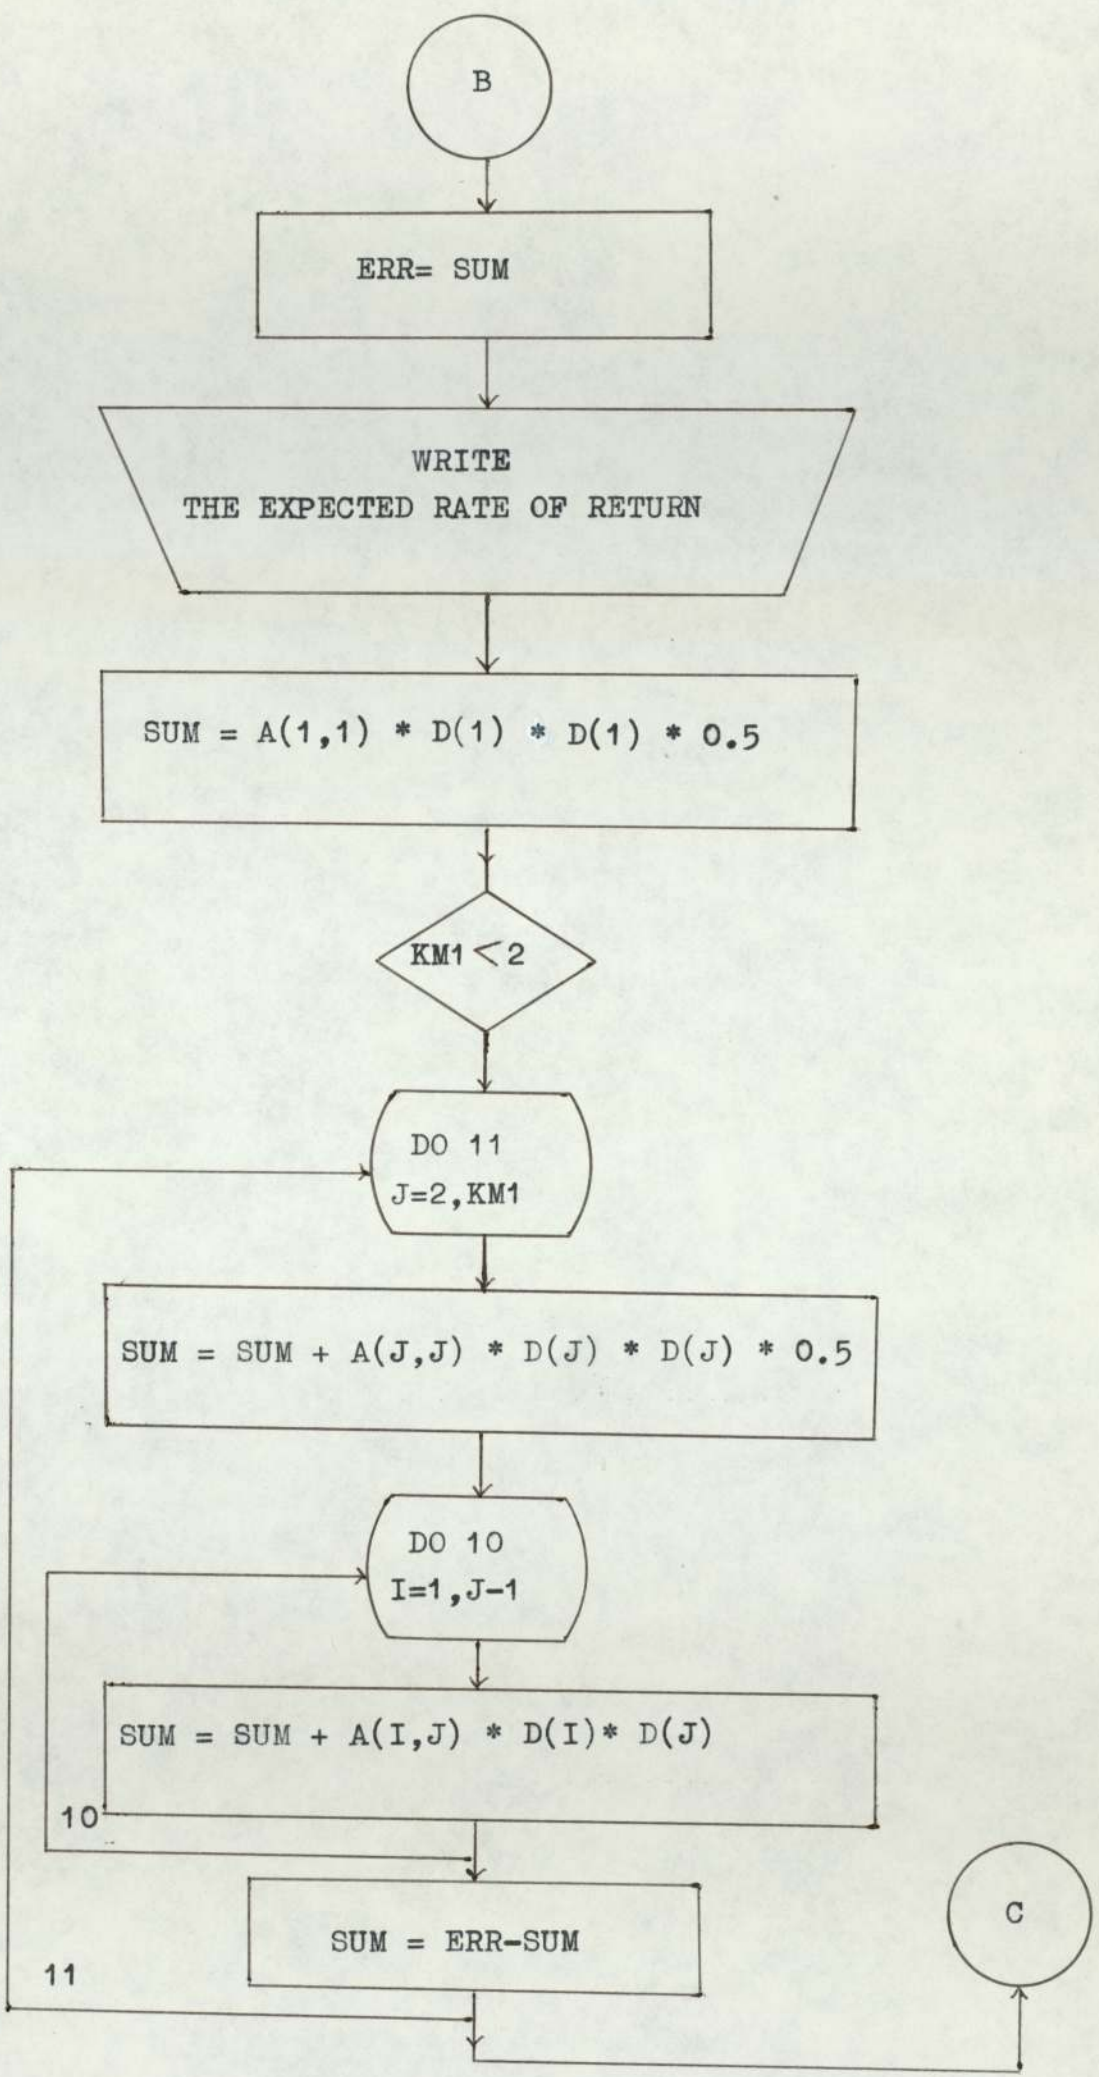 B
ERR= SUM
WRITE
THE EXPECTED RATE OF RETURN
SUM = A(1,1) * D(1) * D(1) * 0.5
KM1 < 2
DO 11
J=2,KM1
SUM = SUM + A(J,J) * D(J) * D(J) * 0.5
DO 10
I=1,J-1
SUM = SUM + A(I,J) * D(I)* D(J)
10
SUM = ERR-SUM
C
11